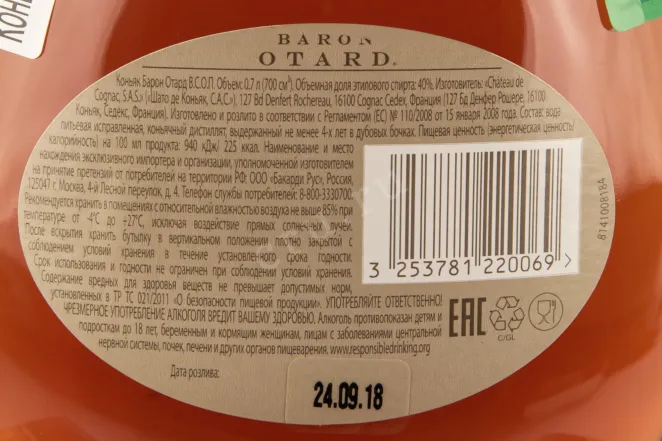 КОНЬ
BARON
OTARD®
Коньяк Барон Отард В.С.О.П. Объем: 0,7 л (700 см³). Объемная доля этилового спирта: 40%. Изготовитель: «Château de
Cognac, S.A.S.» («Шато де Коньяк, С.А.С.»), 127 Bd Denfert Rochereau, 16100 Cognac Cedex, Франция (127 Бд Денфер Рошере, 16100
Коньяк, Седекс, Франция). Изготовлено и розлито в соответствии с Регламентом (ЕС) № 110/2008 от 15 января 2008 года. Состав: вода
питьевая исправленная, коньячный дистиллят, выдержанный не менее 4-х лет в дубовых бочках. Пищевая ценность (энергетическая ценность/
калорийность) на 100 мл продукта: 940 кДж/ 225 ккал. Наименование и место
нахождения эксклюзивного импортера и организации, уполномоченной изготовителем
на принятие претензий от потребителей на территории РФ: ООО «Бакарди Рус», Россия,
125047 г. Москва, 4-й Лесной переулок, д. 4. Телефон службы потребителей: 8-800-3330700.
Рекомендуется хранить в помещениях с относительной влажностью воздуха не выше 85% при
температуре от -4°С до +27°С, исключая воздействие прямых солнечных лучей.
После вскрытия хранить бутылку в вертикальном положении плотно закрытой с
соблюдением условий хранения в течение установленного срока годности.
Срок использования и годности не ограничен при соблюдении условий хранения.
Содержание вредных для здоровья веществ не превышает допустимых норм,
установленных в ТР ТС 021/2011 «О безопасности пищевой продукции». УПОТРЕБЛЯЙТЕ ОТВЕТСТВЕННО!
ЧРЕЗМЕРНОЕ УПОТРЕБЛЕНИЕ АЛКОГОЛЯ ВРЕДИТ ВАШЕМУ ЗДОРОВЬЮ. Алкоголь противопоказан детям и
подросткам до 18 лет, беременным и кормящим женщинам, лицам с заболеваниями центральной
нервной системы, почек, печени и других органов пищеварения. www.responsibledrinking.org
3 253781 220069 >
8741008184
EAC
C/GL
Дата розлива:
24.09.18